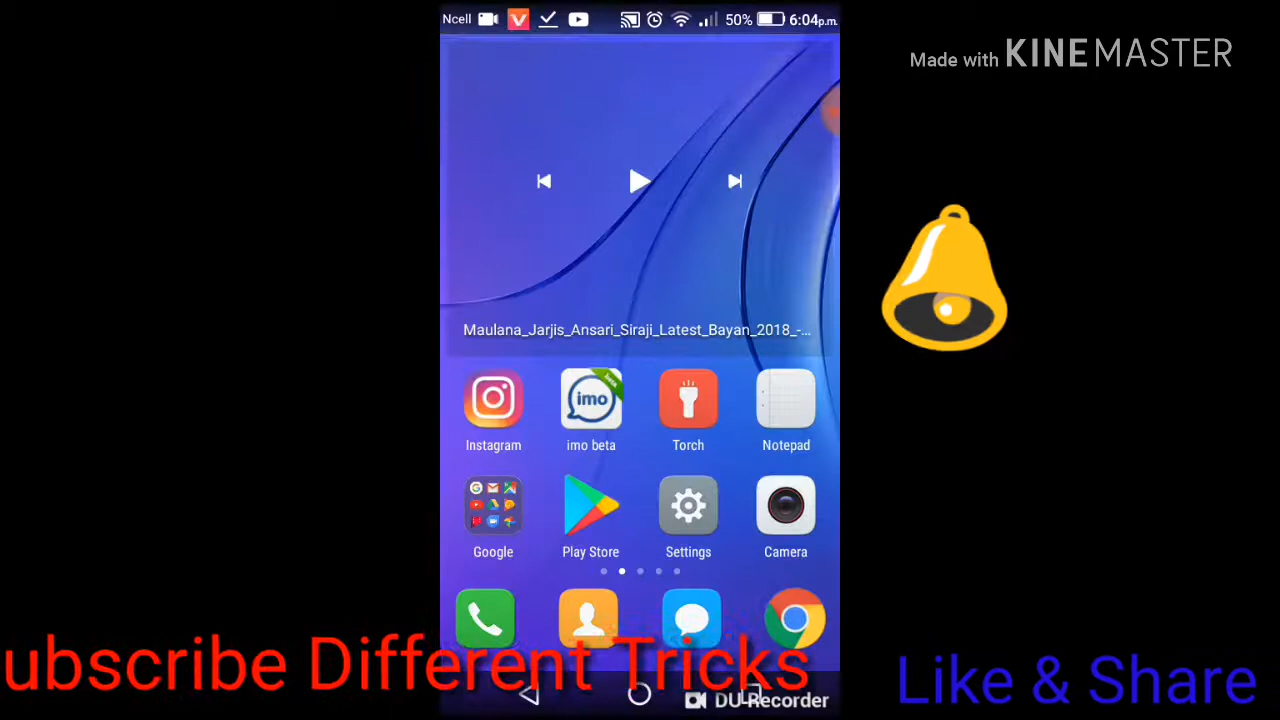 Ncell 50% 6:04p.m.
Made with KINEMASTER
Maulana_Jarjis_Ansari_Siraji_Latest_Bayan_2018_-...
imo beta
Instagram imo beta Torch Notepad
Google Play Store Settings Camera
ubscribe Different Tricks
Like & Share
DU Recorder